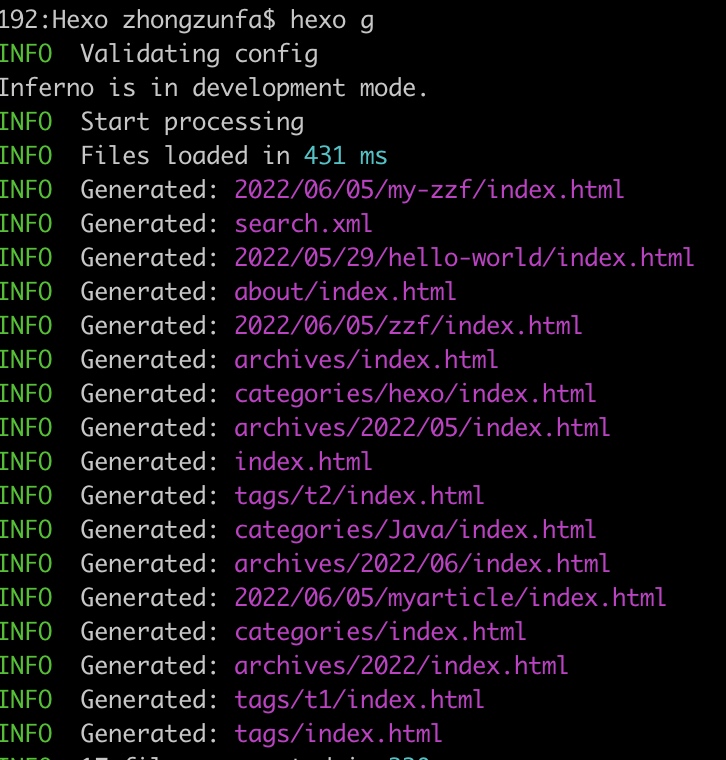 192:Hexo zhongzunfa$ hexo g
INFO  Validating config
Inferno is in development mode.
INFO  Start processing
INFO  Files loaded in 431 ms
INFO  Generated: 2022/06/05/my-zzf/index.html
INFO  Generated: search.xml
INFO  Generated: 2022/05/29/hello-world/index.html
INFO  Generated: about/index.html
INFO  Generated: 2022/06/05/zzf/index.html
INFO  Generated: archives/index.html
INFO  Generated: categories/hexo/index.html
INFO  Generated: archives/2022/05/index.html
INFO  Generated: index.html
INFO  Generated: tags/t2/index.html
INFO  Generated: categories/Java/index.html
INFO  Generated: archives/2022/06/index.html
INFO  Generated: 2022/06/05/myarticle/index.html
INFO  Generated: categories/index.html
INFO  Generated: archives/2022/index.html
INFO  Generated: tags/t1/index.html
INFO  Generated: tags/index.html